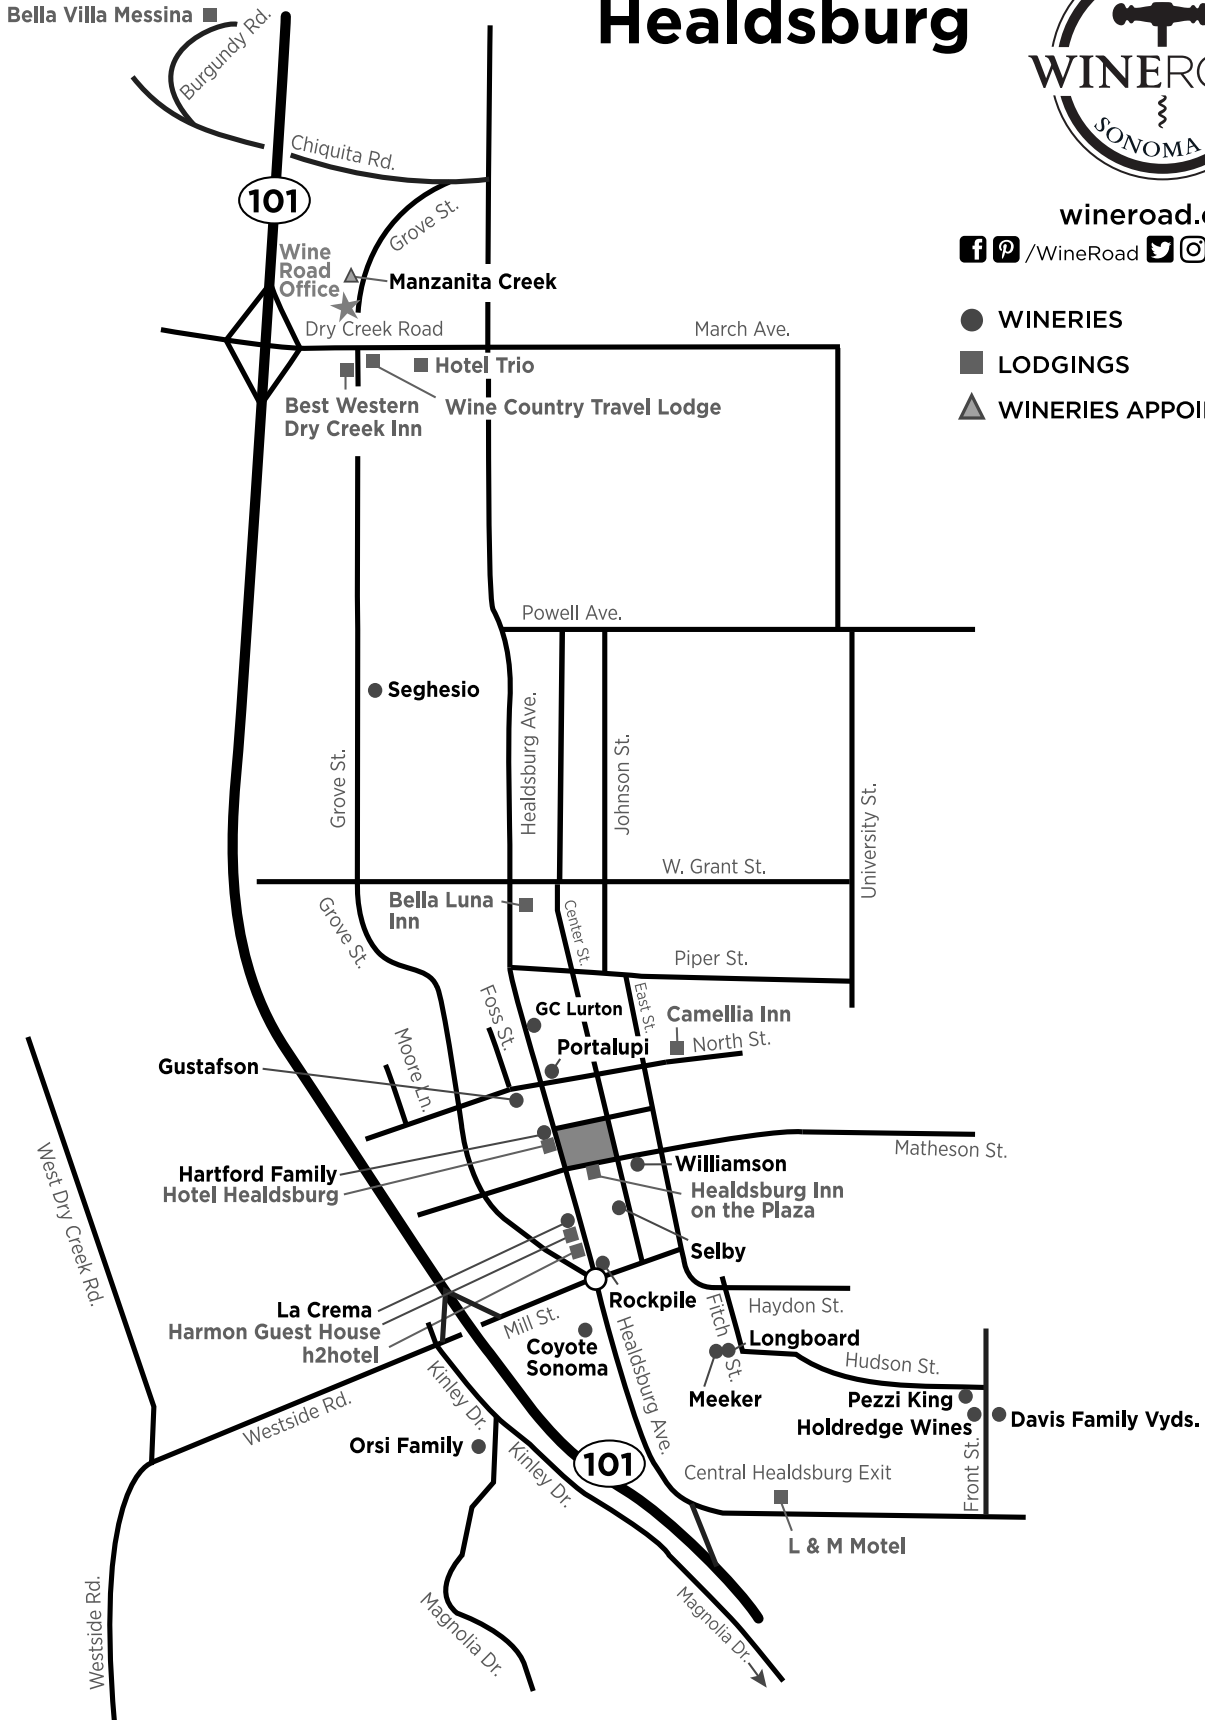 Healdsburg
Bella Villa Messina
Burgundy Rd.
WINERO
SONOMA
Chiquita Rd.
101
Grove St.
wineroad.
/WineRoad
Wine
Road
Office
Manzanita Creek
WINERIES
LODGINGS
WINERIES APPOI
Dry Creek Road
March Ave.
Hotel Trio
Best Western
Dry Creek Inn
Wine Country Travel Lodge
Powell Ave.
Seghesio
Grove St.
Healdsburg Ave.
Johnson St.
University St.
W. Grant St.
Bella Luna
Inn
Grove St.
Center St.
Piper St.
Foss St.
GC Lurton
East St.
Camellia Inn
North St.
Moore Ln.
Portalupi
Gustafson
Matheson St.
West Dry Creek Rd.
Hartford Family
Hotel Healdsburg
Williamson
Healdsburg Inn
on the Plaza
Selby
Rockpile
La Crema
Harmon Guest House
h2hotel
Mill St.
Coyote
Sonoma
Fitch St.
Haydon St.
Longboard
Hudson St.
Healdsburg Ave.
Meeker
Pezzi King
Holdredge Wines
Davis Family Vyds.
Westside Rd.
Kinley Dr.
Orsi Family
Kinley Dr.
101
Central Healdsburg Exit
Front St.
L & M Motel
Westside Rd.
Magnolia Dr.
Magnolia Dr.